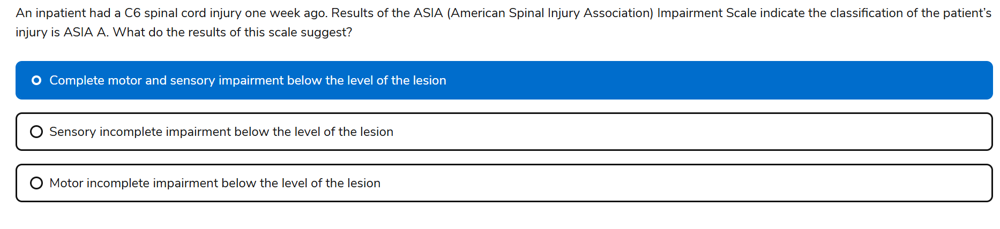 An inpatient had a C6 spinal cord injury one week ago. Results of the ASIA (American Spinal Injury Association) Impairment Scale indicate the classification of the patient’s
injury is ASIA A. What do the results of this scale suggest?
Complete motor and sensory impairment below the level of the lesion
Sensory incomplete impairment below the level of the lesion
Motor incomplete impairment below the level of the lesion